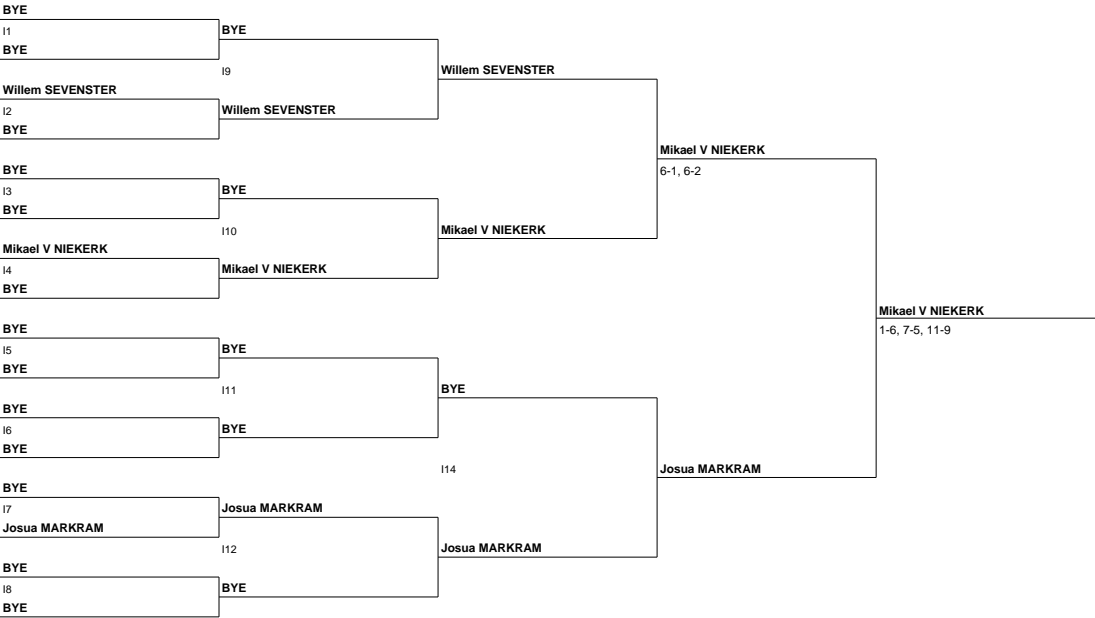 BYE
I1
BYE
BYE
I9
Willem SEVENSTER
Willem SEVENSTER
I2
Willem SEVENSTER
BYE
Mikael V NIEKERK
6-1, 6-2
BYE
I3
BYE
BYE
I10
Mikael V NIEKERK
Mikael V NIEKERK
I4
Mikael V NIEKERK
BYE
Mikael V NIEKERK
1-6, 7-5, 11-9
BYE
I5
BYE
BYE
I11
BYE
BYE
I6
BYE
BYE
I14
Josua MARKRAM
BYE
I7
Josua MARKRAM
Josua MARKRAM
I12
Josua MARKRAM
BYE
I8
BYE
BYE